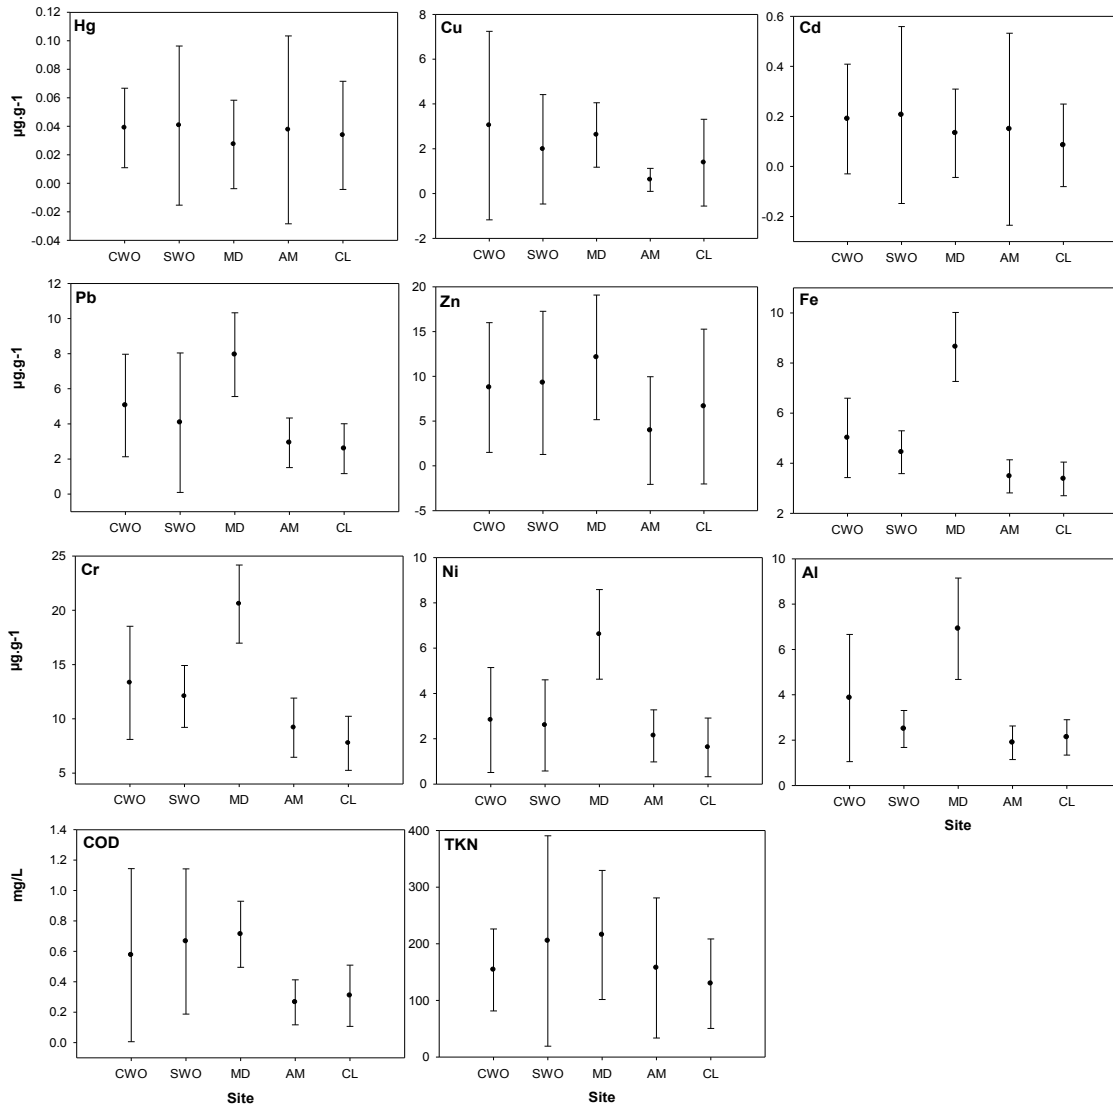 Hg
µg.g-1
0.12
0.10
0.08
0.06
0.04
0.02
0.00
-0.02
-0.04
CWO SWO MD AM CL
Cu
8
6
4
2
0
-2
CWO SWO MD AM CL
Cd
0.6
0.4
0.2
0.0
-0.2
CWO SWO MD AM CL
Pb
µg.g-1
12
10
8
6
4
2
0
CWO SWO MD AM CL
Zn
20
15
10
5
0
-5
CWO SWO MD AM CL
Fe
10
8
6
4
2
CWO SWO MD AM CL
Cr
µg.g-1
25
20
15
10
5
CWO SWO MD AM CL
Ni
10
8
6
4
2
0
CWO SWO MD AM CL
Al
10
8
6
4
2
0
CWO SWO MD AM CL
Site
COD
mg/L
1.4
1.2
1.0
0.8
0.6
0.4
0.2
0.0
CWO SWO MD AM CL
Site
TKN
400
300
200
100
0
CWO SWO MD AM CL
Site